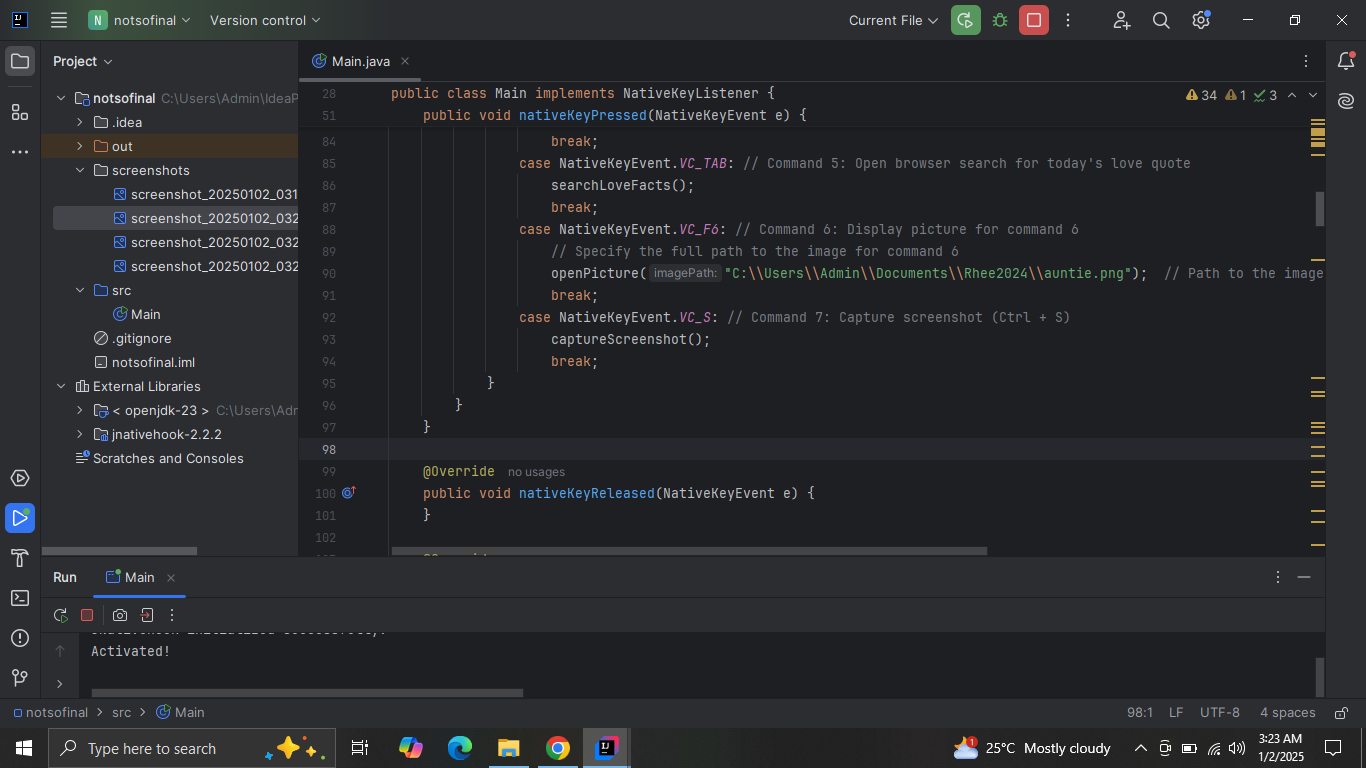 N notsofinal Version control Current File
Project
Main.java
notsofinal C:\Users\Admin\IdeaP
.idea
out
screenshots
screenshot_20250102_031
screenshot_20250102_032
screenshot_20250102_032
screenshot_20250102_032
src
Main
.gitignore
notsofinal.iml
External Libraries
< openjdk-23 > C:\Users\Adr
jnativehook-2.2.2
Scratches and Consoles
34 1 3
28 public class Main implements NativeKeyListener {
51 public void nativeKeyPressed(NativeKeyEvent e) {
84 break;
85 case NativeKeyEvent.VC_TAB: // Command 5: Open browser search for today's love quote
86 searchLoveFacts();
87 break;
88 case NativeKeyEvent.VC_F6: // Command 6: Display picture for command 6
89 // Specify the full path to the image for command 6
90 openPicture( imagePath: "C:\\Users\\Admin\\Documents\\Rhee2024\\auntie.png"); // Path to the image
91 break;
92 case NativeKeyEvent.VC_S: // Command 7: Capture screenshot (Ctrl + S)
93 captureScreenshot();
94 break;
95 }
96 }
97 }
98
99 @Override no usages
100 public void nativeKeyReleased(NativeKeyEvent e) {
101 }
102
Run Main
Activated!
notsofinal > src > Main
98:1 LF UTF-8 4 spaces
Type here to search
1
25°C Mostly cloudy
3:23 AM
1/2/2025